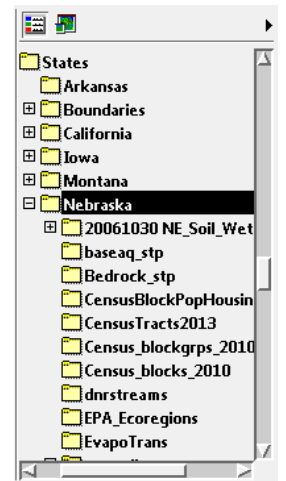 States
Arkansas
Boundaries
California
Iowa
Montana
Nebraska
20061030 NE_Soil_Wet
baseaq_stp
Bedrock_stp
CensusBlockPopHousin
CensusTracts2013
Census_blockgrps_2010
Census_blocks_2010
dnrstreams
EPA_Ecoregions
EvapoTrans